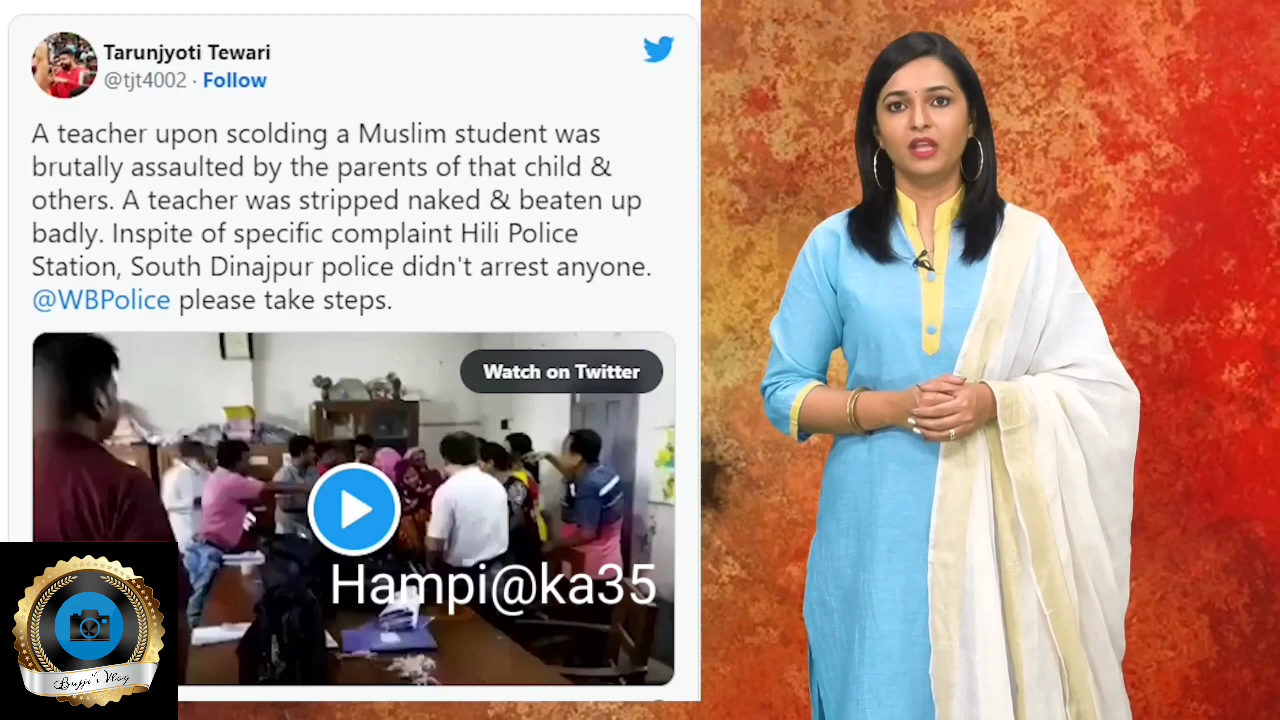 Tarunjyoti Tewari
@tjt4002 · Follow
A teacher upon scolding a Muslim student was
brutally assaulted by the parents of that child &
others. A teacher was stripped naked & beaten up
badly. Inspite of specific complaint Hili Police
Station, South Dinajpur police didn't arrest anyone.
@WBPolice please take steps.
Watch on Twitter
Hampi@ka35